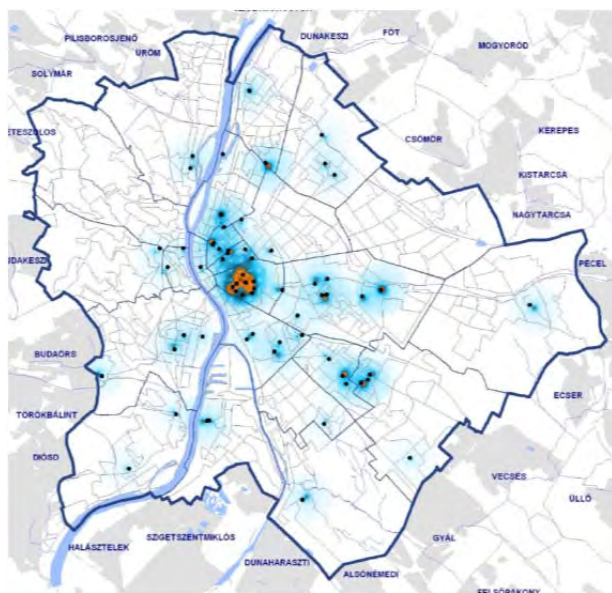 PILISBOROSJENŐ
ÜRÖM
SOLYMÁR
DUNAKESZI
FÓT
MOGYORÓD
CSÖMÖR
KEREPES
KISTARCSA
NAGYTARCSA
PÉCEL
BUDAÖRS
TÖRÖKBÁLINT
DIÓSD
ECSER
VECSÉS
ÜLLŐ
GYÁL
HALÁSZTELEK
SZIGETSZENTMIKLÓS
DUNAHARASZTI
ALSÓNÉMEDI